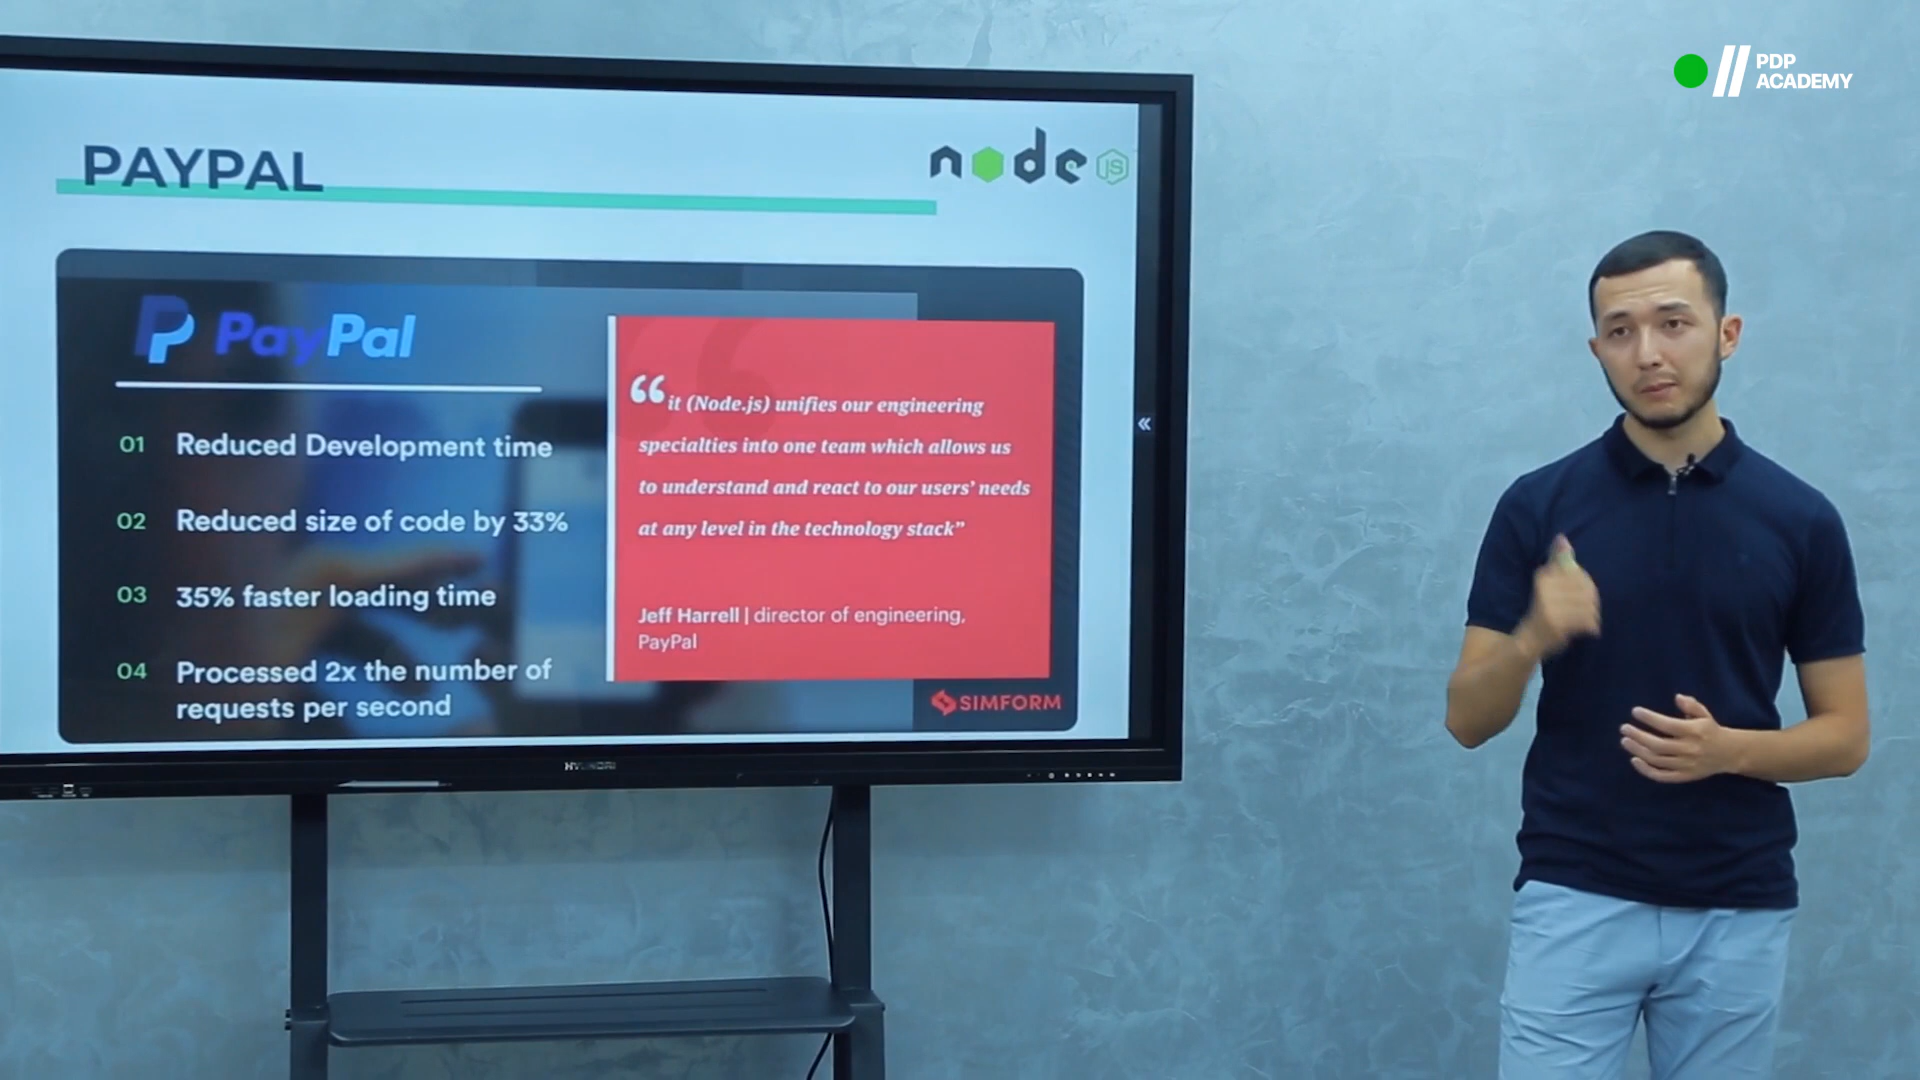 PDP
ACADEMY
PAYPAL
node JS
PayPal
01 Reduced Development time
02 Reduced size of code by 33%
03 35% faster loading time
04 Processed 2x the number of
requests per second
“it (Node.js) unifies our engineering
specialties into one team which allows us
to understand and react to our users’ needs
at any level in the technology stack”
Jeff Harrell | director of engineering,
PayPal
SIMFORM
HYUNDAI